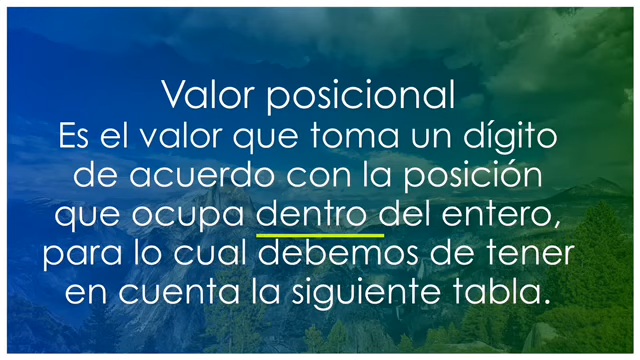 Valor posicional
Es el valor que toma un dígito
de acuerdo con la posición
que ocupa dentro del entero,
para lo cual debemos de tener
en cuenta la siguiente tabla.